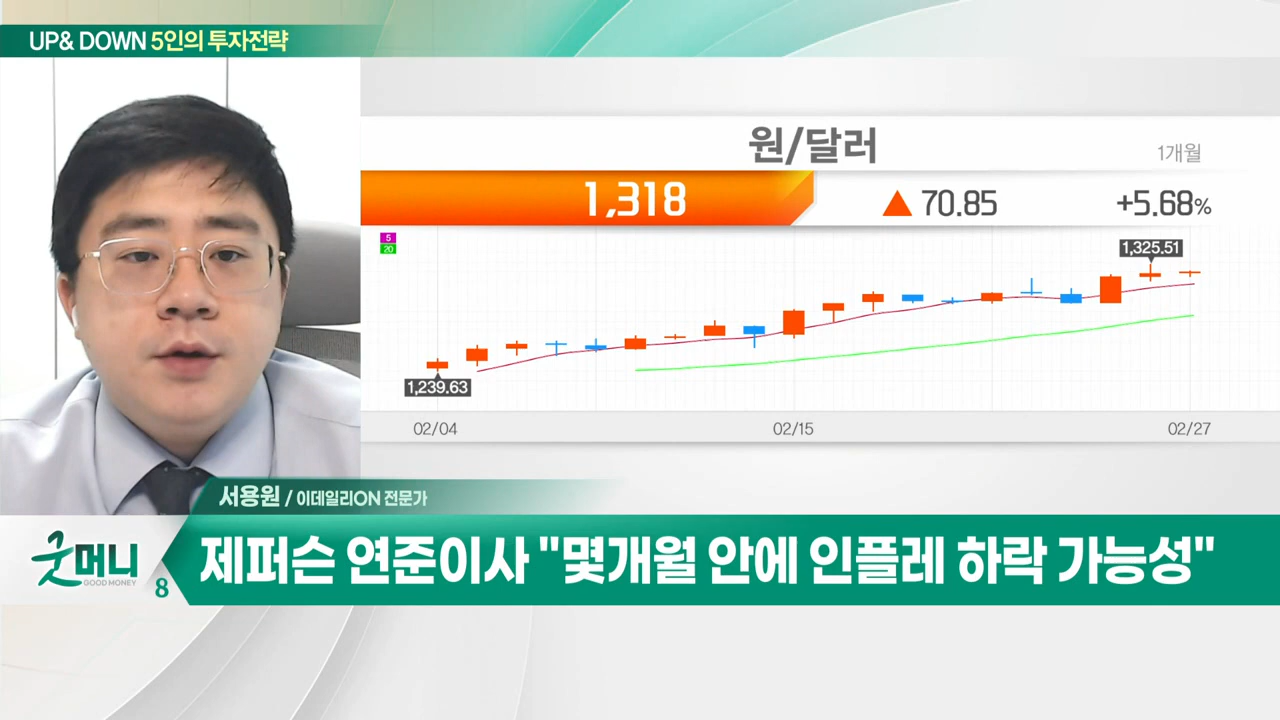 UP& DOWN 5인의 투자전략
원/달러
1개월
1,318
▲ 70.85
+5.68%
5
20
1,325.51
1,239.63
02/04
02/15
02/27
서용원 / 이데일리ON 전문가
굿머니
GOOD MONEY
8
제퍼슨 연준이사 "몇개월 안에 인플레 하락 가능성"